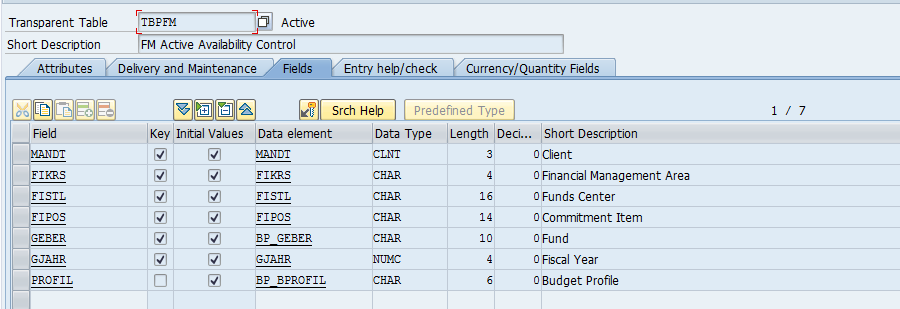 Transparent Table TBPFM Active
Short Description FM Active Availability Control
Attributes Delivery and Maintenance Fields Entry help/check Currency/Quantity Fields
Srch Help Predefined Type 1 / 7
Field Key Initial Values Data element Data Type Length Deci... Short Description
MANDT MANDT CLNT 3 0 Client
FIKRS FIKRS CHAR 4 0 Financial Management Area
FISTL FISTL CHAR 16 0 Funds Center
FIPOS FIPOS CHAR 14 0 Commitment Item
GEBER BP_GEBER CHAR 10 0 Fund
GJAHR GJAHR NUMC 4 0 Fiscal Year
PROFIL BP_BPROFIL CHAR 6 0 Budget Profile